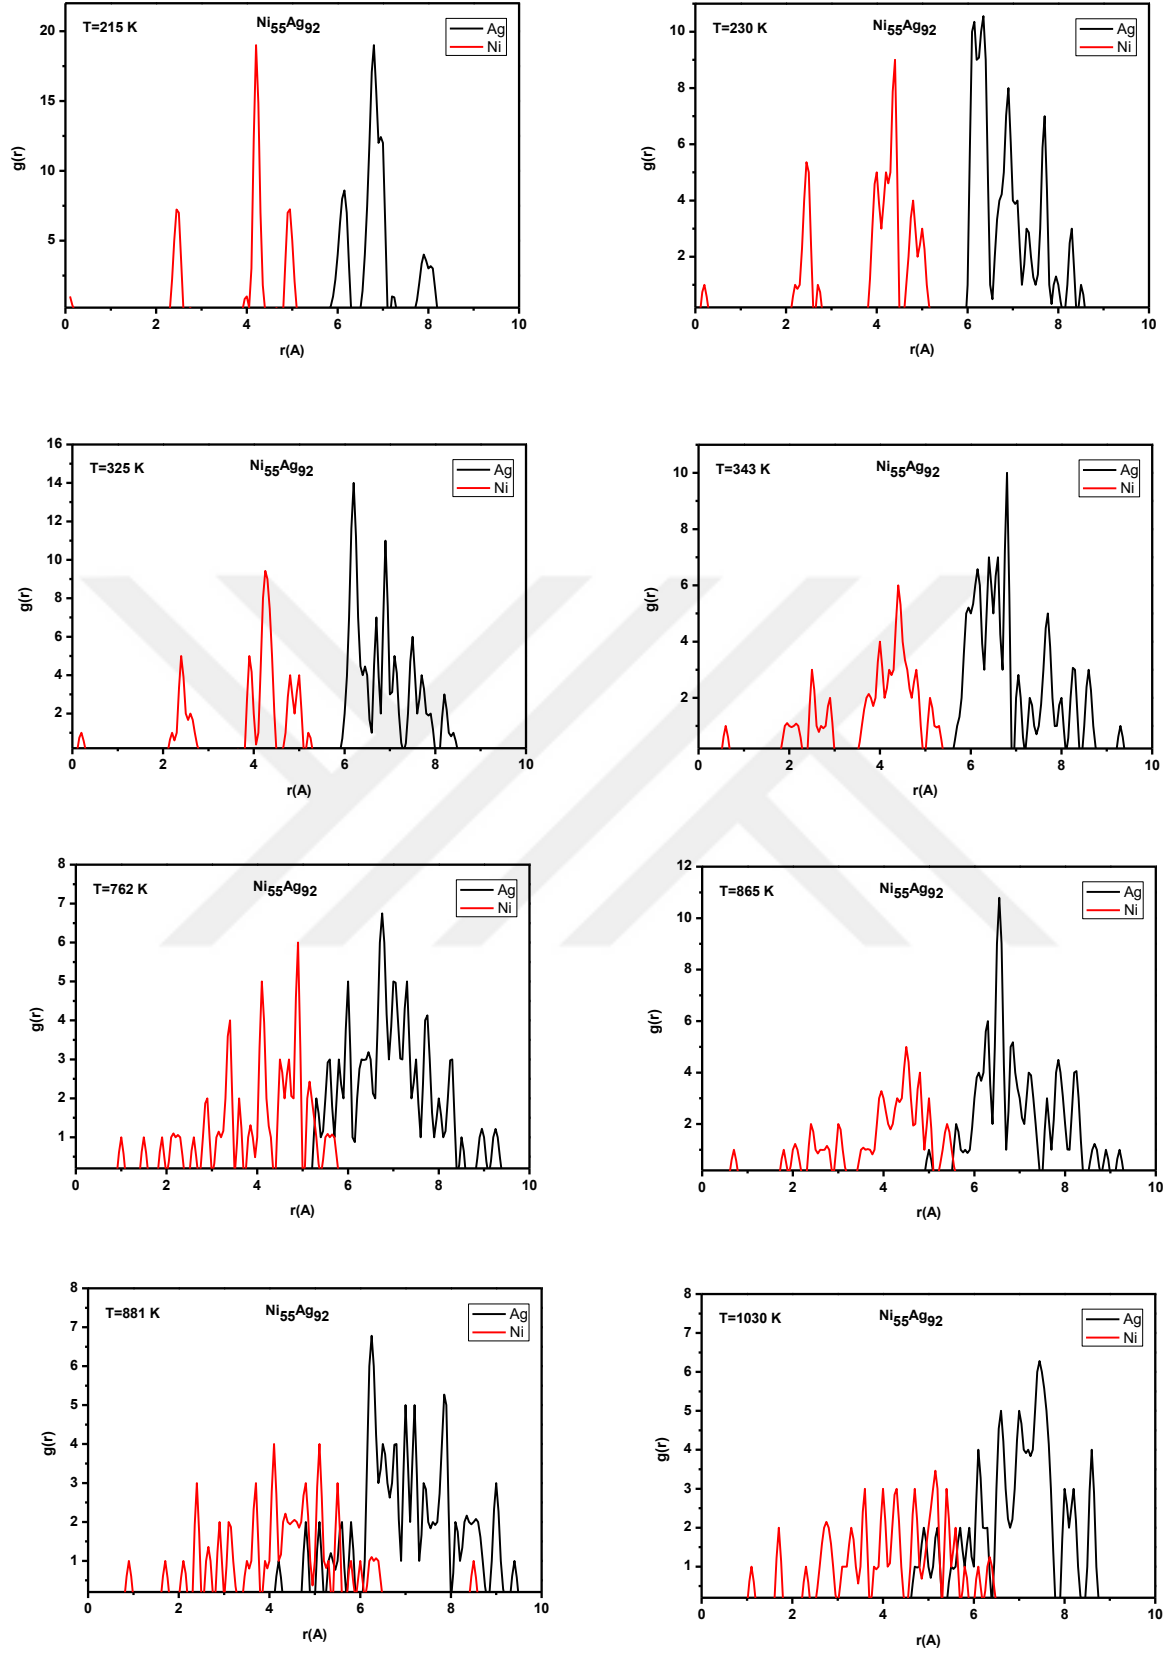 T=215 K
Ni55Ag92
Ag
Ni
20
15
10
5
g(r)
0 2 4 6 8 10
r(A)
T=230 K
Ni55Ag92
Ag
Ni
10
8
6
4
2
g(r)
0 2 4 6 8 10
r(A)
T=325 K
Ni55Ag92
Ag
Ni
16
14
12
10
8
6
4
2
g(r)
0 2 4 6 8 10
r(A)
T=343 K
Ni55Ag92
Ag
Ni
10
8
6
4
2
g(r)
0 2 4 6 8 10
r(A)
T=762 K
Ni55Ag92
Ag
Ni
8
7
6
5
4
3
2
1
g(r)
0 2 4 6 8 10
r(A)
T=865 K
Ni55Ag92
Ag
Ni
12
10
8
6
4
2
g(r)
0 2 4 6 8 10
r(A)
T=881 K
Ni55Ag92
Ag
Ni
8
7
6
5
4
3
2
1
g(r)
0 2 4 6 8 10
r(A)
T=1030 K
Ni55Ag92
Ag
Ni
8
7
6
5
4
3
2
1
g(r)
0 2 4 6 8 10
r(A)